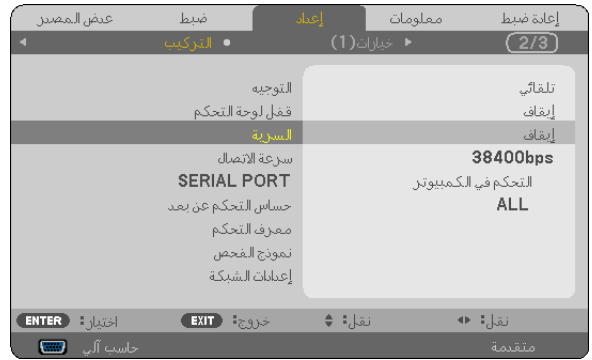 عرض المصدر ضبط إعداد معلومات إعادة ضبط
التركيب خيارات(1) 2/3
التوجيه تلقائي
قفل لوحة التحكم إيقاف
السرية إيقاف
سرعة الاتصال 38400bps
SERIAL PORT التحكم في الكمبيوتر
حساس التحكم عن بعد ALL
معرف التحكم
نموذج الفحص
إعدادات الشبكة
ENTER اختيار: EXIT خروج: نقل: نقل:
حاسب آلي متقدمة